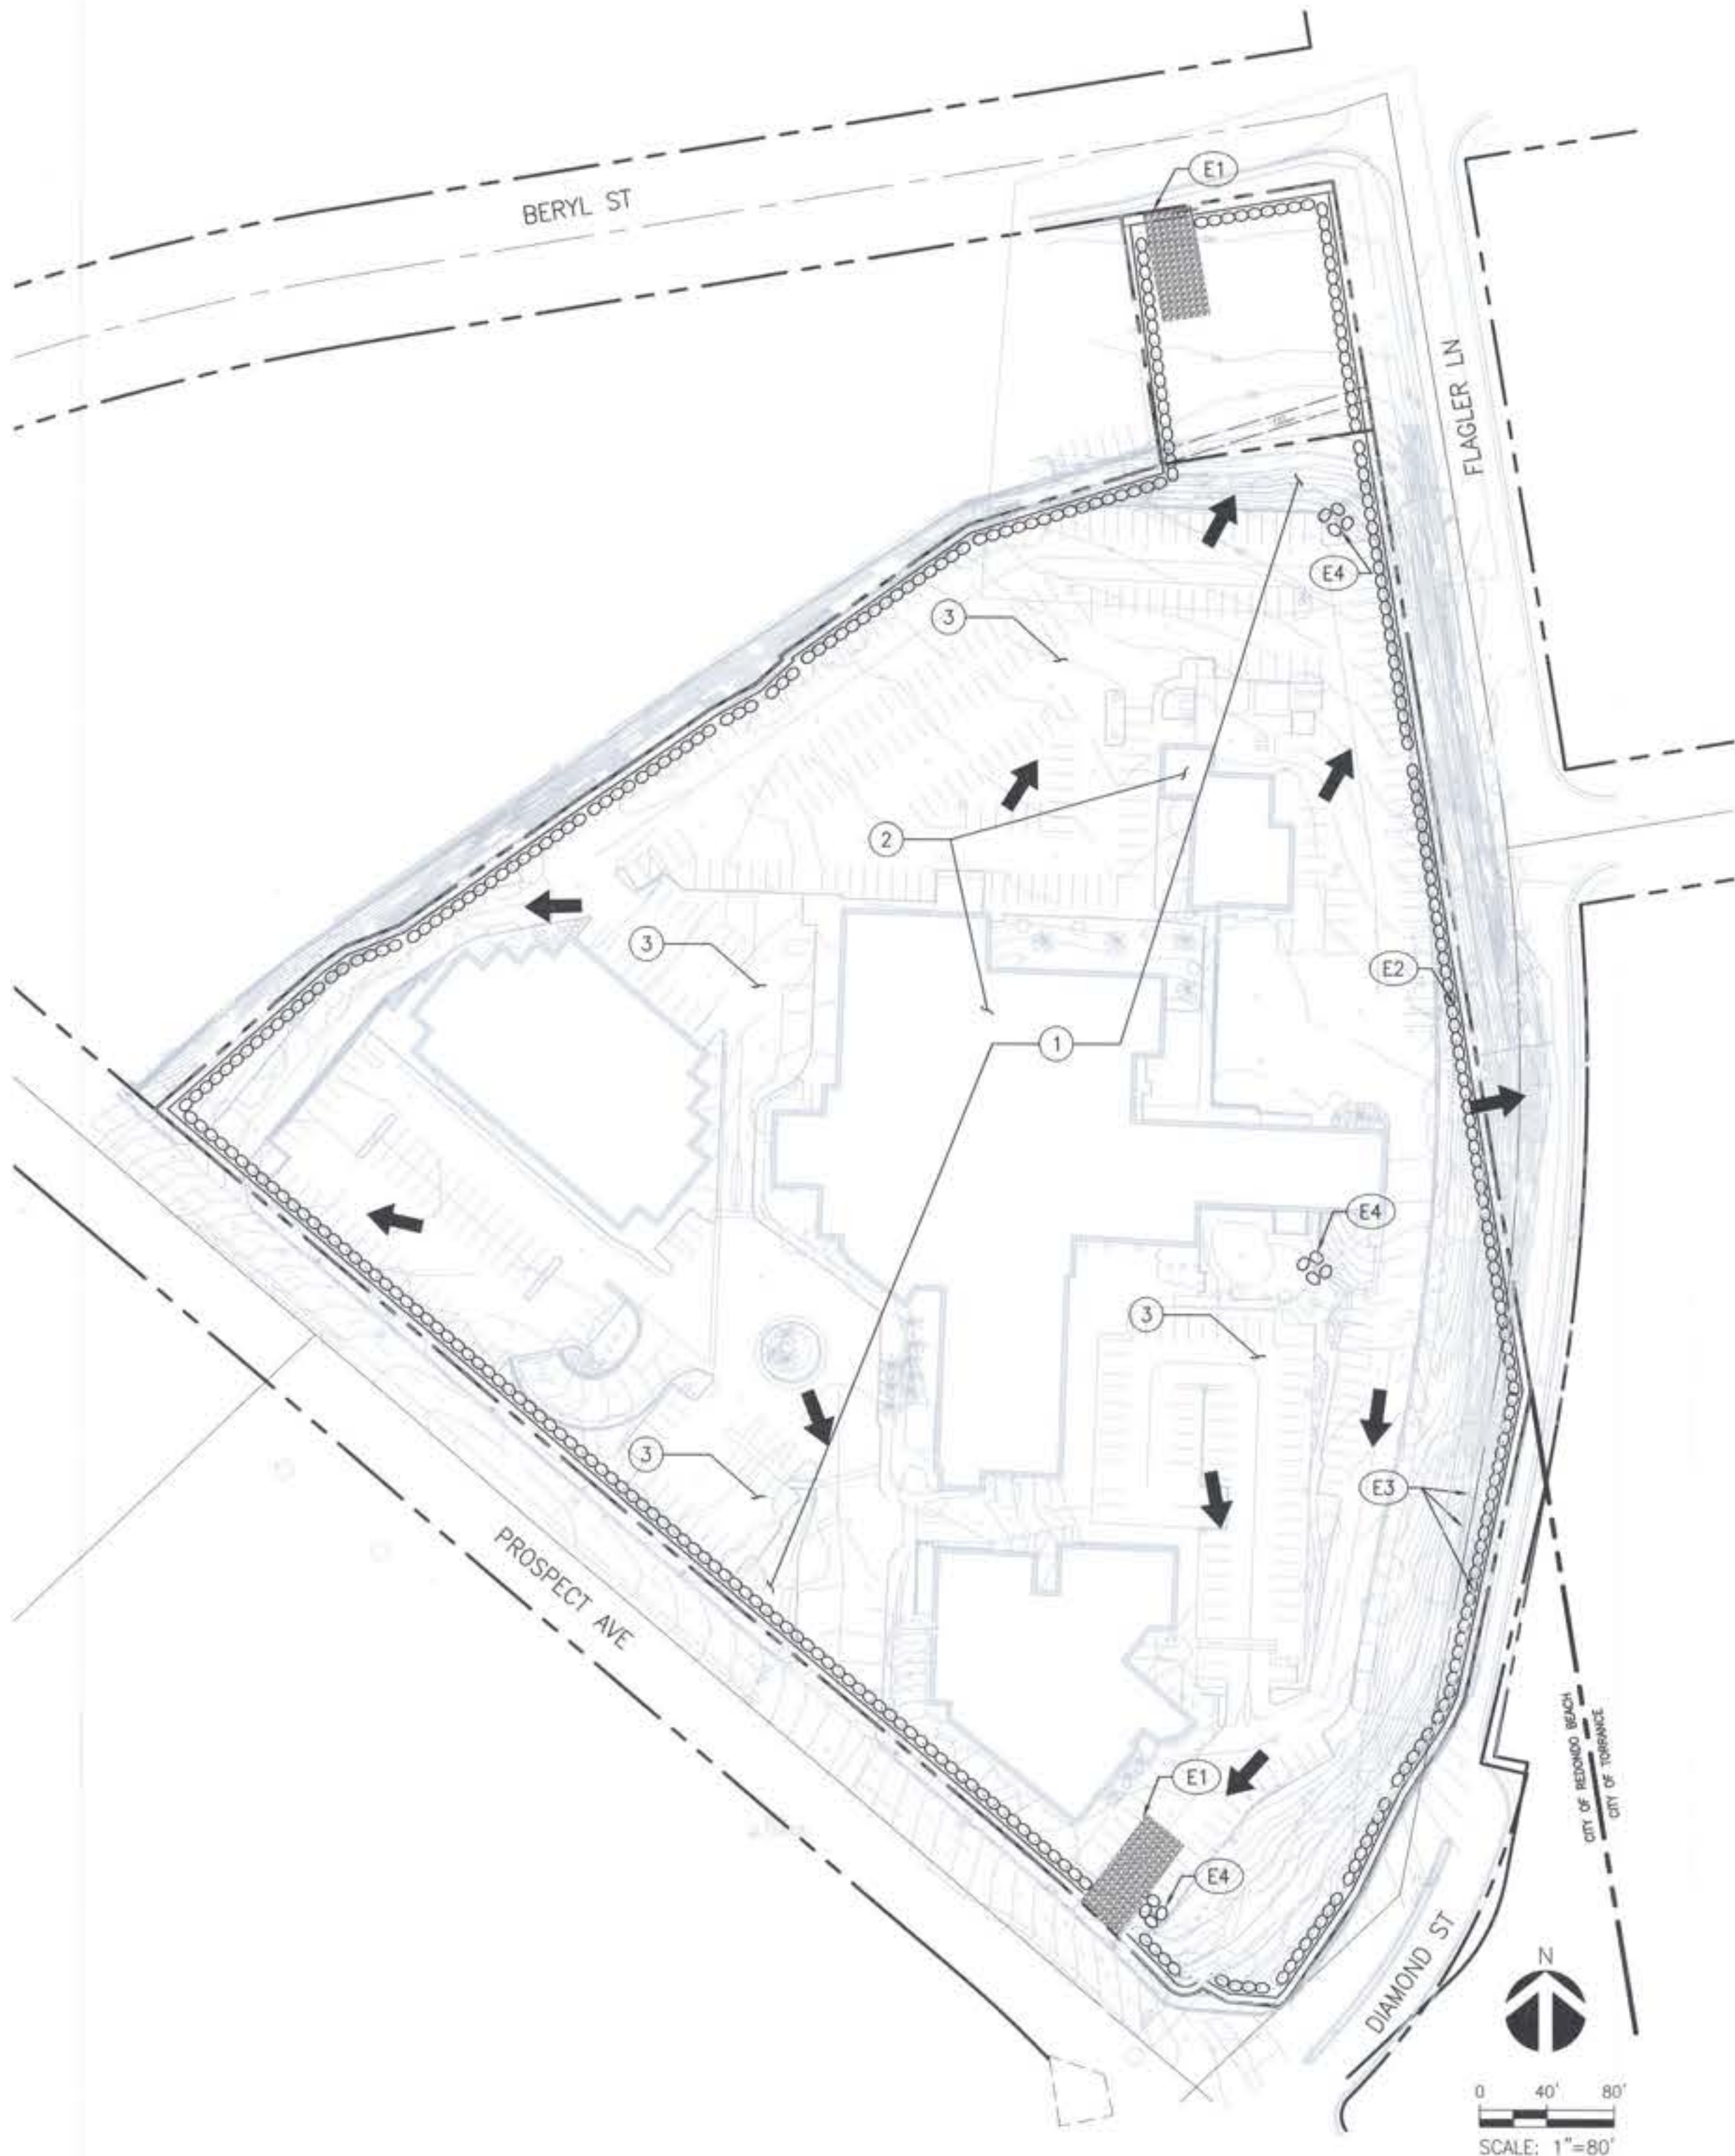 BERYL ST
E1
FLAGLER LN
E4
3
2
3
E2
1
E4
3
E3
3
PROSPECT AVE
E1
E4
CITY OF REDONDO BEACH
CITY OF TORRANCE
DIAMOND ST
N
0 40' 80'
SCALE: 1"=80'